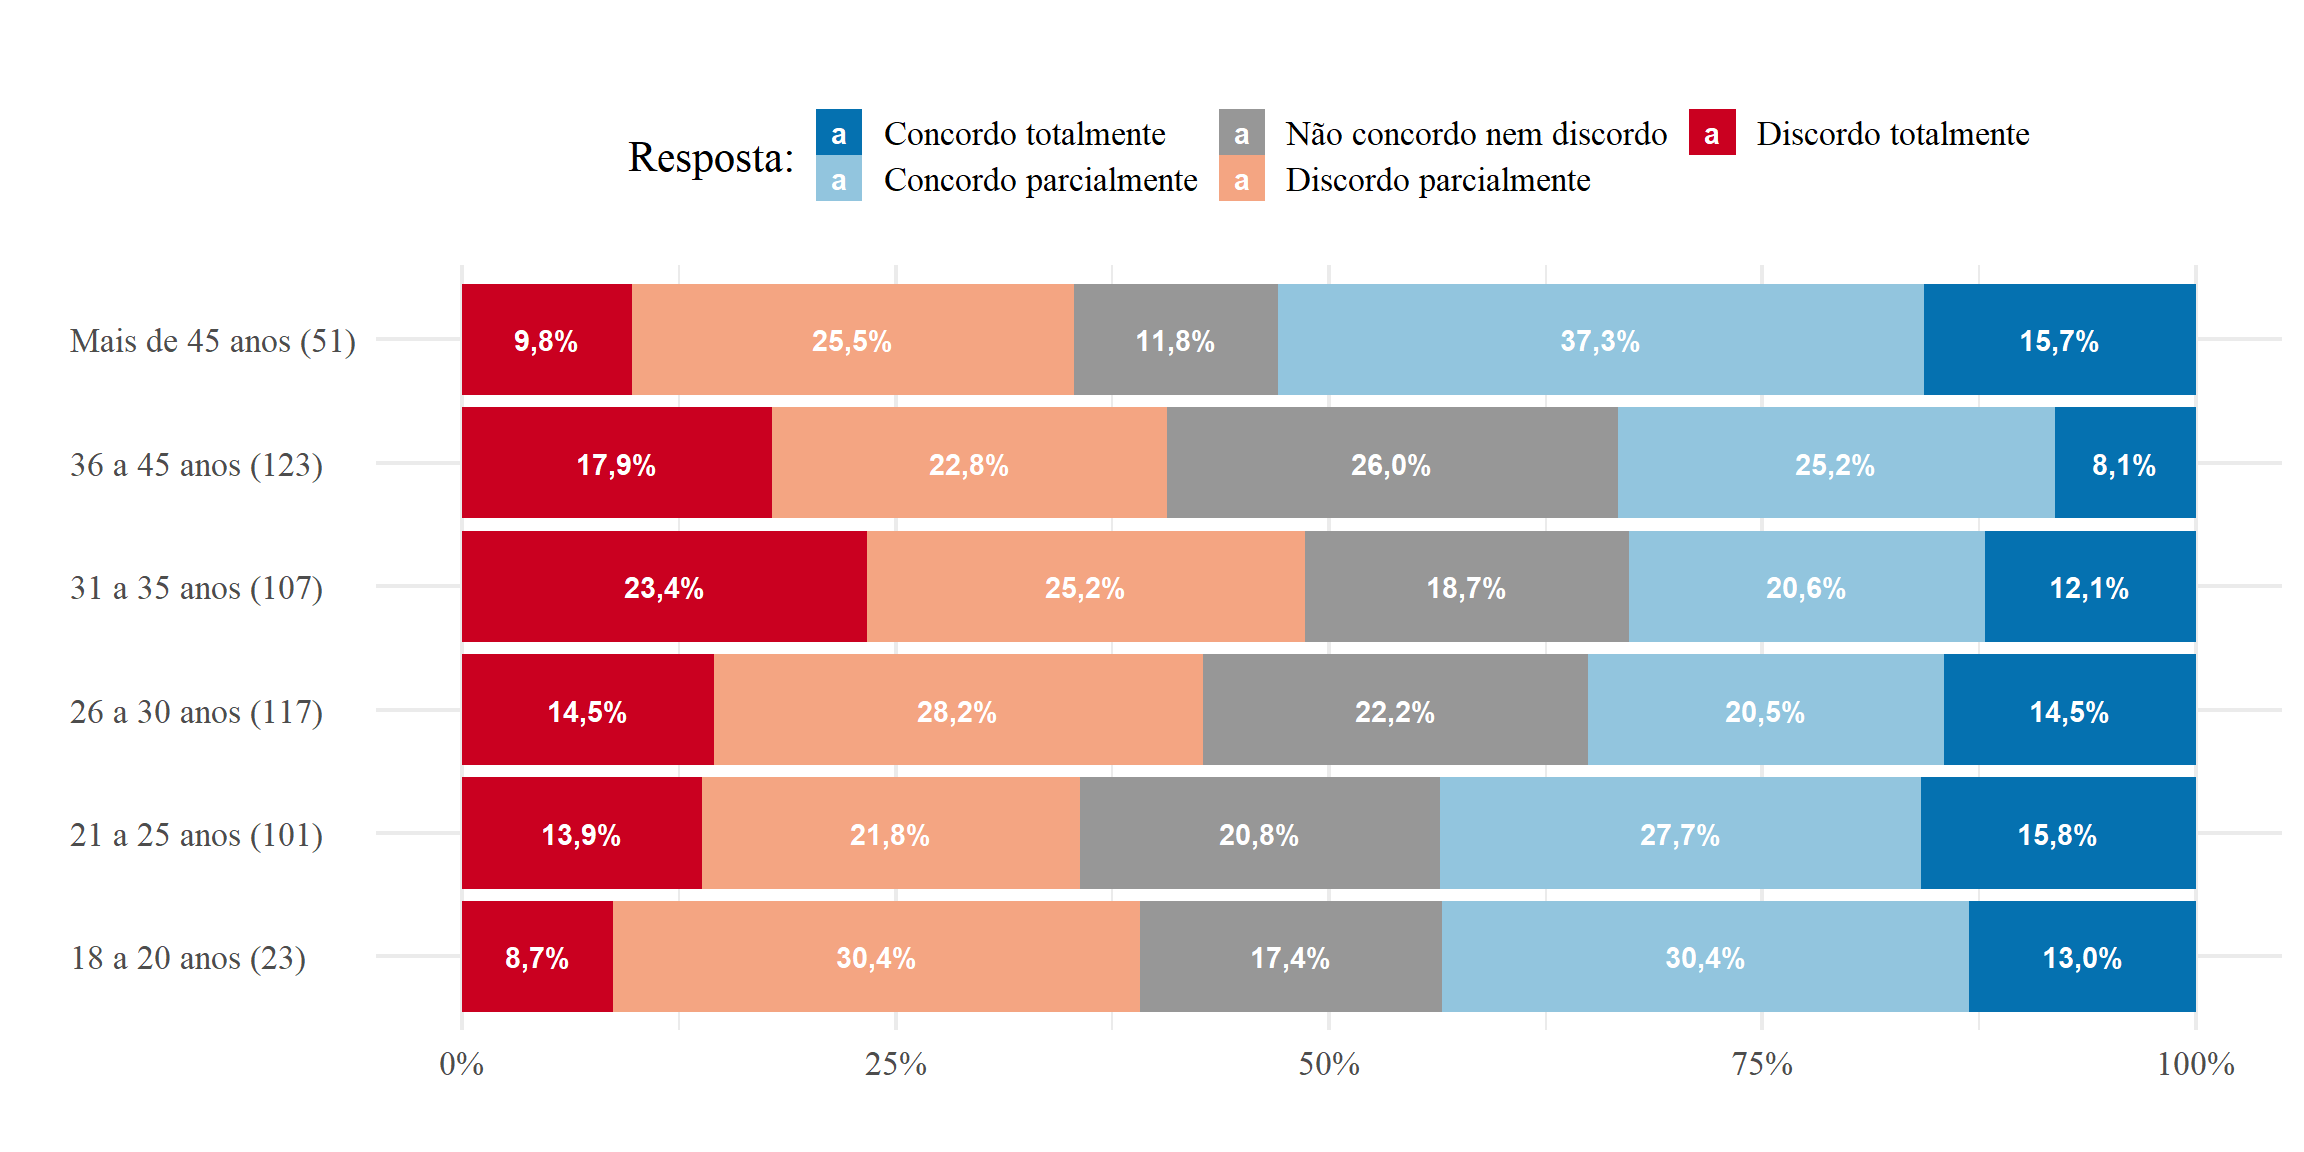 Resposta:
a Concordo totalmente
a Concordo parcialmente
a Não concordo nem discordo
a Discordo parcialmente
a Discordo totalmente
Mais de 45 anos (51) 9,8% 25,5% 11,8% 37,3% 15,7%
36 a 45 anos (123) 17,9% 22,8% 26,0% 25,2% 8,1%
31 a 35 anos (107) 23,4% 25,2% 18,7% 20,6% 12,1%
26 a 30 anos (117) 14,5% 28,2% 22,2% 20,5% 14,5%
21 a 25 anos (101) 13,9% 21,8% 20,8% 27,7% 15,8%
18 a 20 anos (23) 8,7% 30,4% 17,4% 30,4% 13,0%
0% 25% 50% 75% 100%